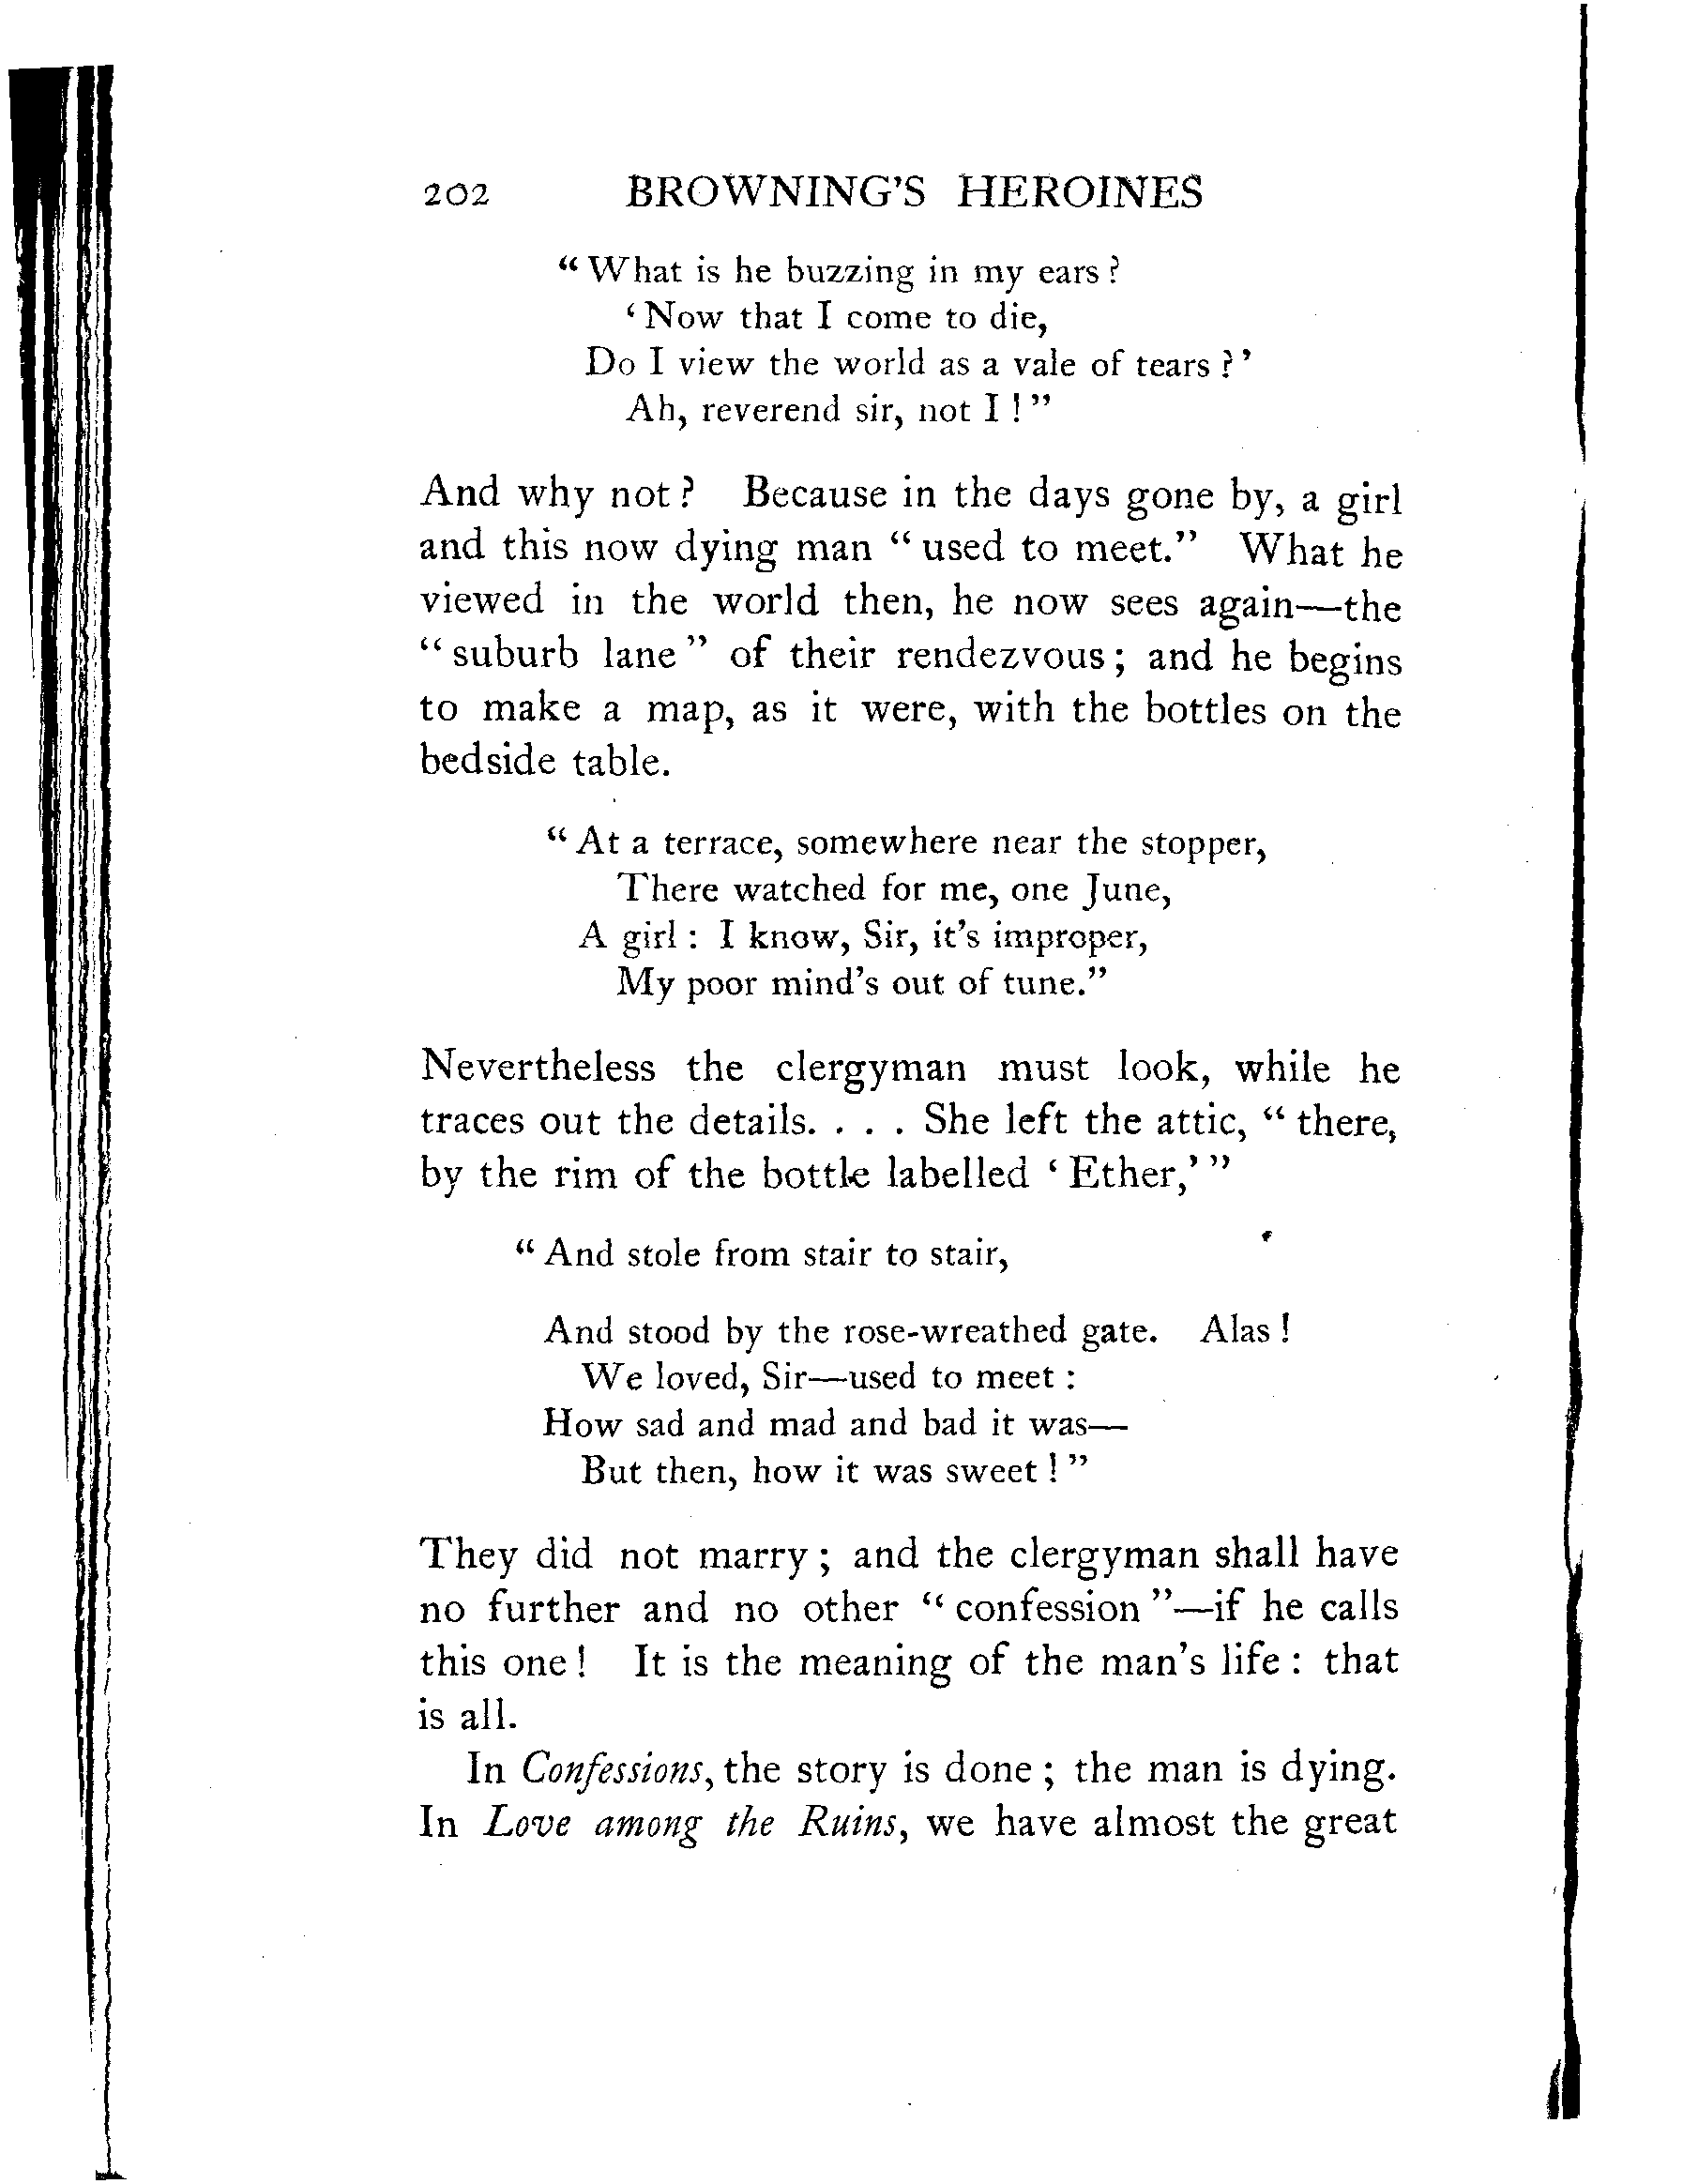 202 BROWNING'S HEROINES
“What is he buzzing in my ears?
‘Now that I come to die,
Do I view the world as a vale of tears?’
Ah, reverend sir, not I!”
And why not? Because in the days gone by, a girl
and this now dying man “used to meet.” What he
viewed in the world then, he now sees again—the
“suburb lane” of their rendezvous; and he begins
to make a map, as it were, with the bottles on the
bedside table.
“At a terrace, somewhere near the stopper,
There watched for me, one June,
A girl: I know, Sir, it's improper,
My poor mind's out of tune.”
Nevertheless the clergyman must look, while he
traces out the details. . . . She left the attic, “there,
by the rim of the bottle labelled ‘Ether,’”
“And stole from stair to stair,
And stood by the rose-wreathed gate. Alas!
We loved, Sir—used to meet:
How sad and mad and bad it was—
But then, how it was sweet!”
They did not marry; and the clergyman shall have
no further and no other “confession”—if he calls
this one! It is the meaning of the man's life: that
is all.
In Confessions, the story is done; the man is dying.
In Love among the Ruins, we have almost the great